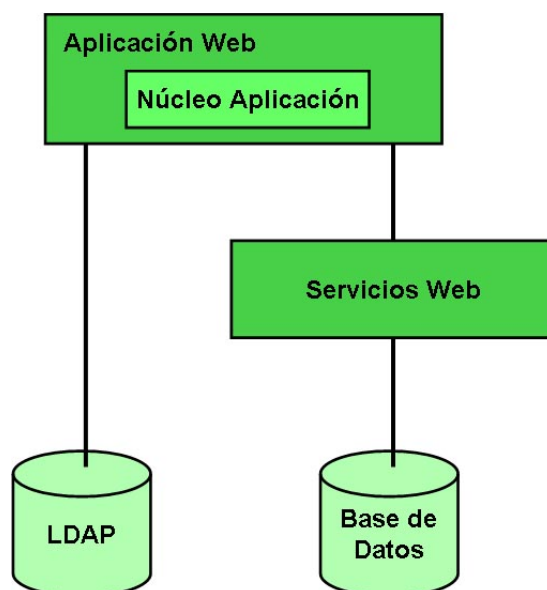 Aplicación Web
Núcleo Aplicación
Servicios Web
LDAP
Base de
Datos